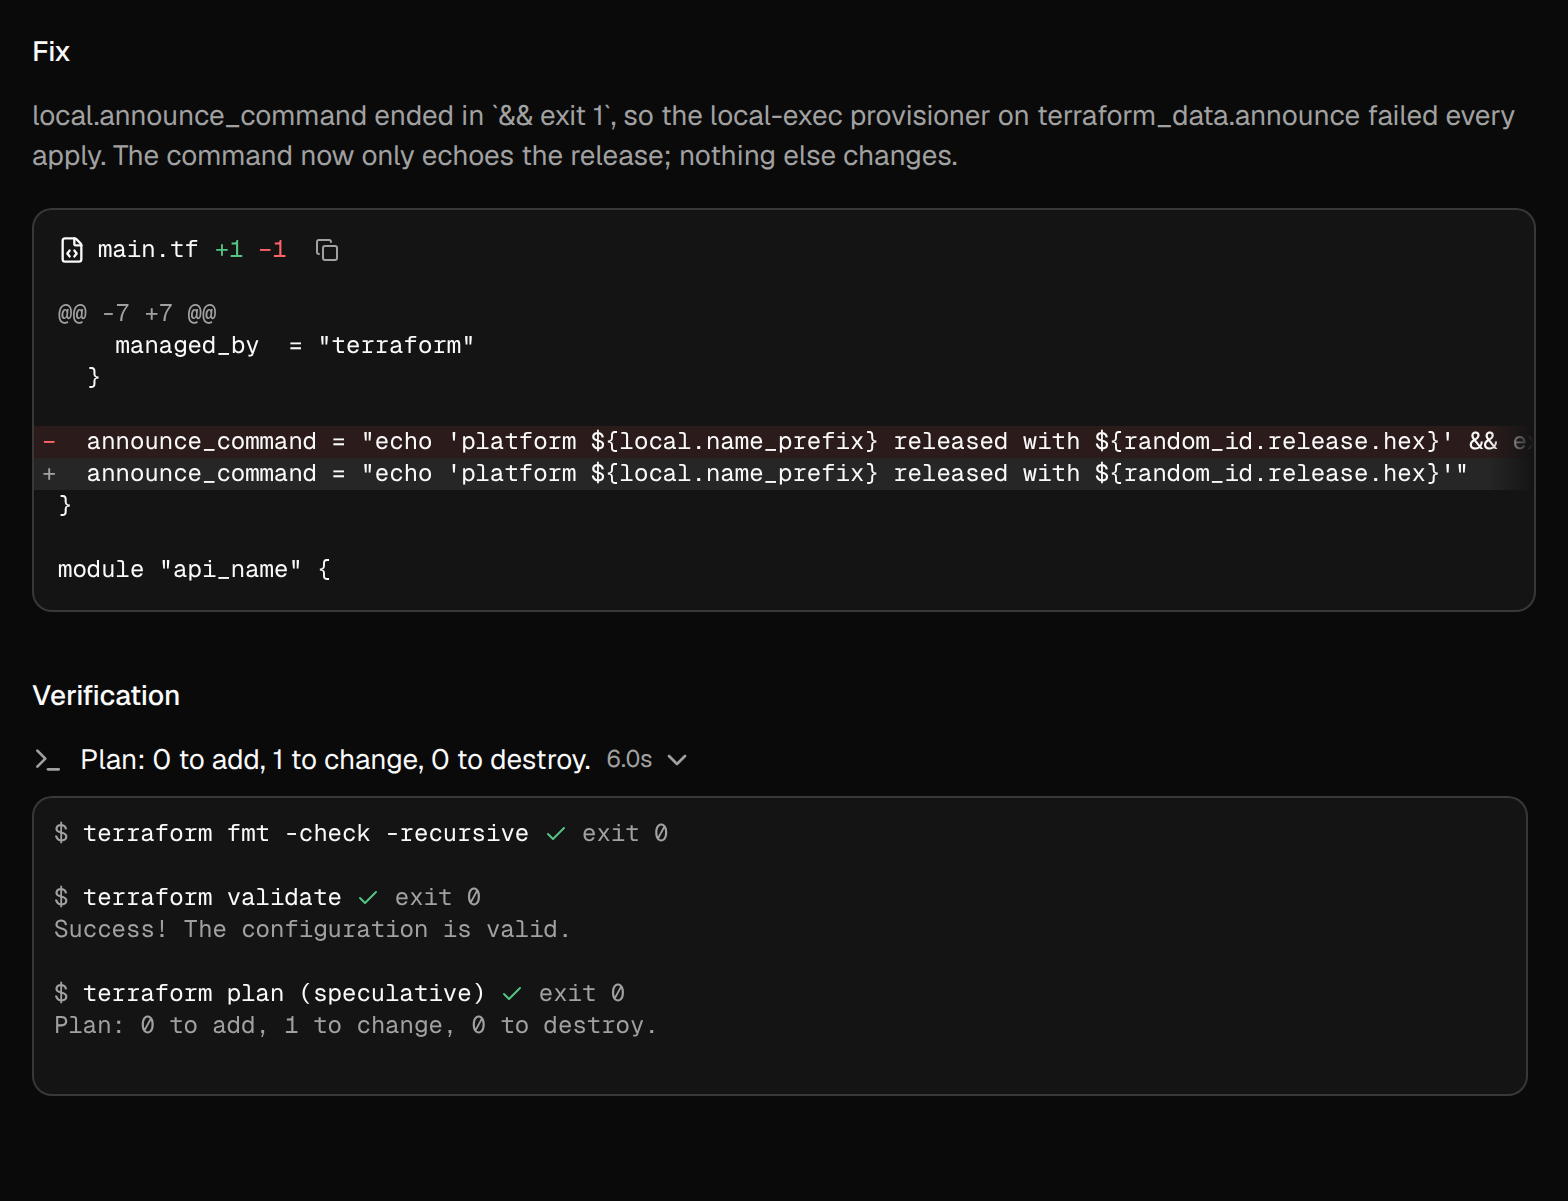 Fix
local.announce_command ended in `&& exit 1`, so the local-exec provisioner on terraform_data.announce failed every
apply. The command now only echoes the release; nothing else changes.
main.tf +1 −1
@@ -7 +7 @@
    managed_by  = "terraform"
  }
-  announce_command = "echo 'platform ${local.name_prefix} released with ${random_id.release.hex}' &&
+  announce_command = "echo 'platform ${local.name_prefix} released with ${random_id.release.hex}'"
}
module "api_name" {
Verification
Plan: 0 to add, 1 to change, 0 to destroy. 6.0s
$ terraform fmt -check -recursive ✓ exit 0
$ terraform validate ✓ exit 0
Success! The configuration is valid.
$ terraform plan (speculative) ✓ exit 0
Plan: 0 to add, 1 to change, 0 to destroy.